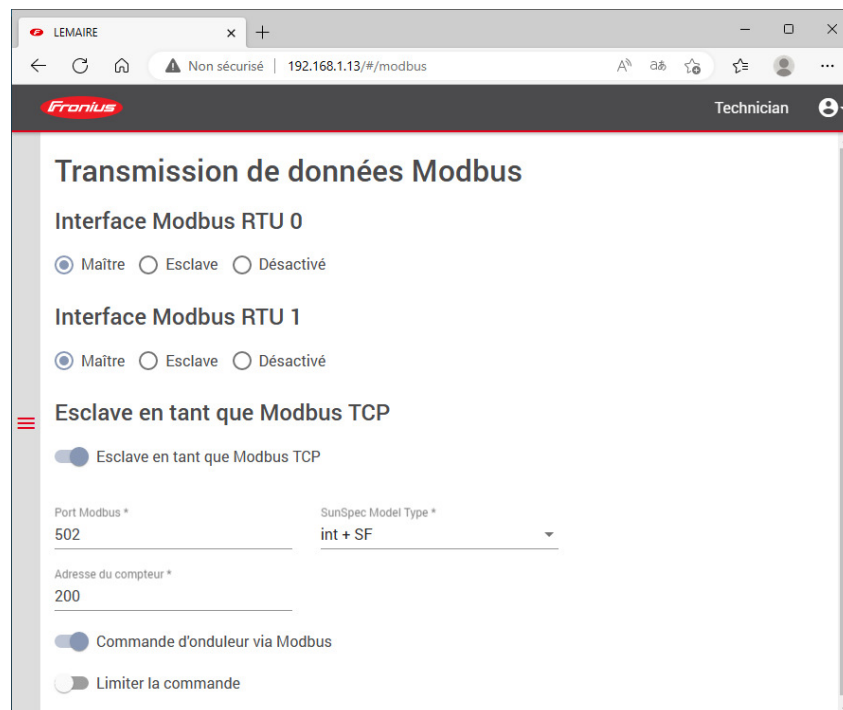 LEMAIRE
Non sécurisé 192.168.1.13/#/modbus
Fronius
Technician
Transmission de données Modbus
Interface Modbus RTU 0
Maître Esclave Désactivé
Interface Modbus RTU 1
Maître Esclave Désactivé
Esclave en tant que Modbus TCP
Esclave en tant que Modbus TCP
Port Modbus * SunSpec Model Type *
502 int + SF
Adresse du compteur *
200
Commande d'onduleur via Modbus
Limiter la commande